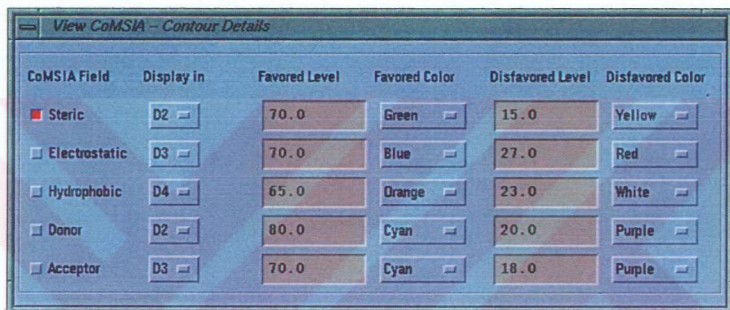 View CoMSIA – Contour Details
CoMSIA Field Display in Favored Level Favored Color Disfavored Level Disfavored Color
Steric D2 70.0 Green 15.0 Yellow
Electrostatic D3 70.0 Blue 27.0 Red
Hydrophobic D4 65.0 Orange 23.0 White
Donor D2 80.0 Cyan 20.0 Purple
Acceptor D3 70.0 Cyan 18.0 Purple